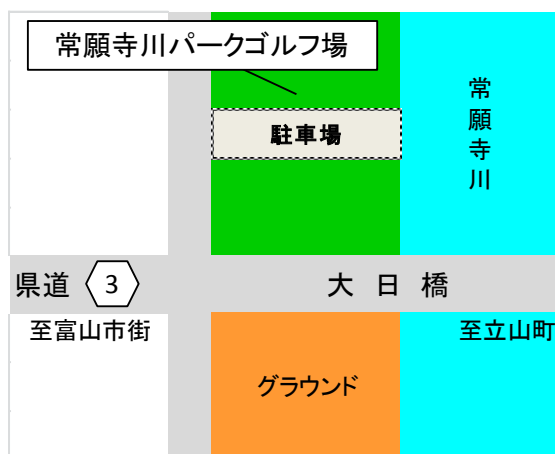 常願寺川パークゴルフ場
駐車場
常願寺川
県道 3
大日橋
至富山市街
至立山町
グラウンド